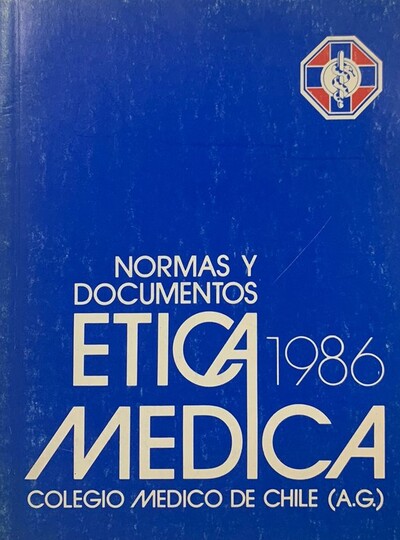 NORMAS Y
DOCUMENTOS
ETICA 1986
MEDICA
COLEGIO MEDICO DE CHILE (A.G.)